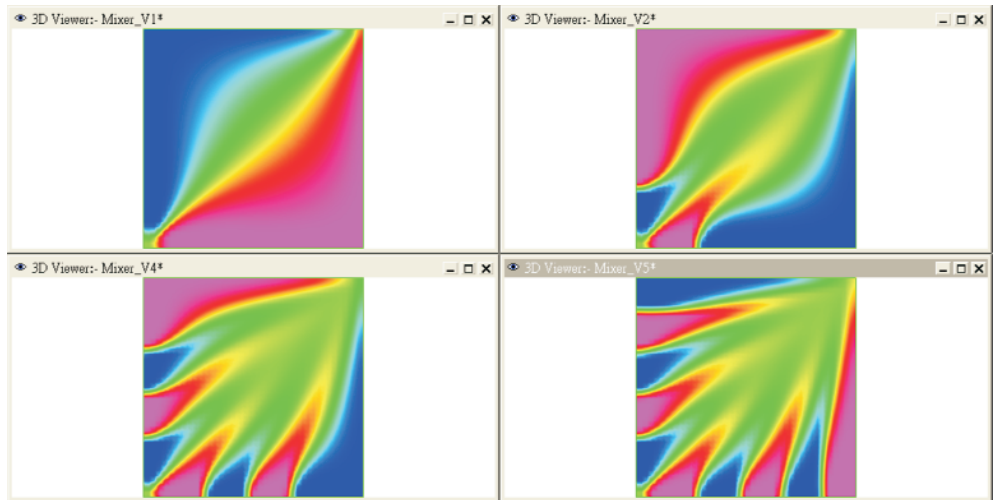 3D Viewer:- Mixer_V1*
3D Viewer:- Mixer_V2*
3D Viewer:- Mixer_V4*
3D Viewer:- Mixer_V5*